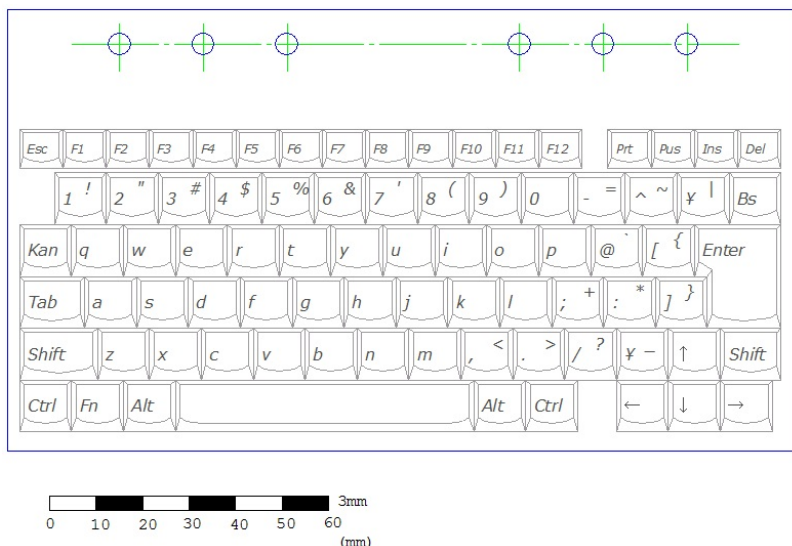 Esc F1 F2 F3 F4 F5 F6 F7 F8 F9 F10 F11 F12 Prt Pus Ins Del
1 ! 2 " 3 # 4 $ 5 % 6 & 7 ' 8 ( 9 ) 0 - = ^ ~ ¥ | Bs
Kan q w e r t y u i o p @ ` [ { Enter
Tab a s d f g h j k l ; + : * ] }
Shift z x c v b n m , < . > / ? ¥ – ↑ Shift
Ctrl Fn Alt Alt Ctrl ← ↓ →
3mm
0 10 20 30 40 50 60
(mm)